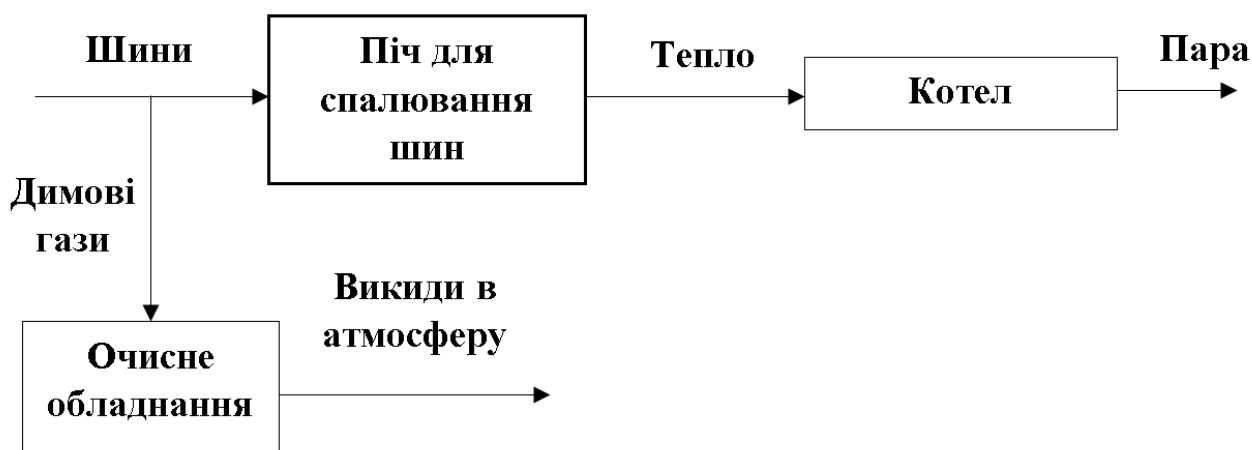 Шини
Піч для
спалювання
шин
Тепло
Котел
Пара
Димові
гази
Очисне
обладнання
Викиди в
атмосферу